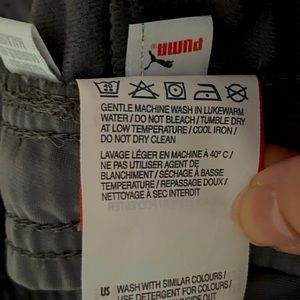 PUMA
40
GENTLE MACHINE WASH IN LUKEWARM
WATER / DO NOT BLEACH / TUMBLE DRY
AT LOW TEMPERATURE / COOL IRON /
DO NOT DRY CLEAN
LAVAGE LÉGER EN MACHINE À 40° C /
NE PAS UTILISER AGENT DE
BLANCHIMENT / SÉCHAGE À BASSE
TEMPÉRATURE / REPASSAGE DOUX /
NETTOYAGE À SEC INTERDIT
US WASH WITH SIMILAR COLOURS /
USE DETERGENT FOR COLOURS /